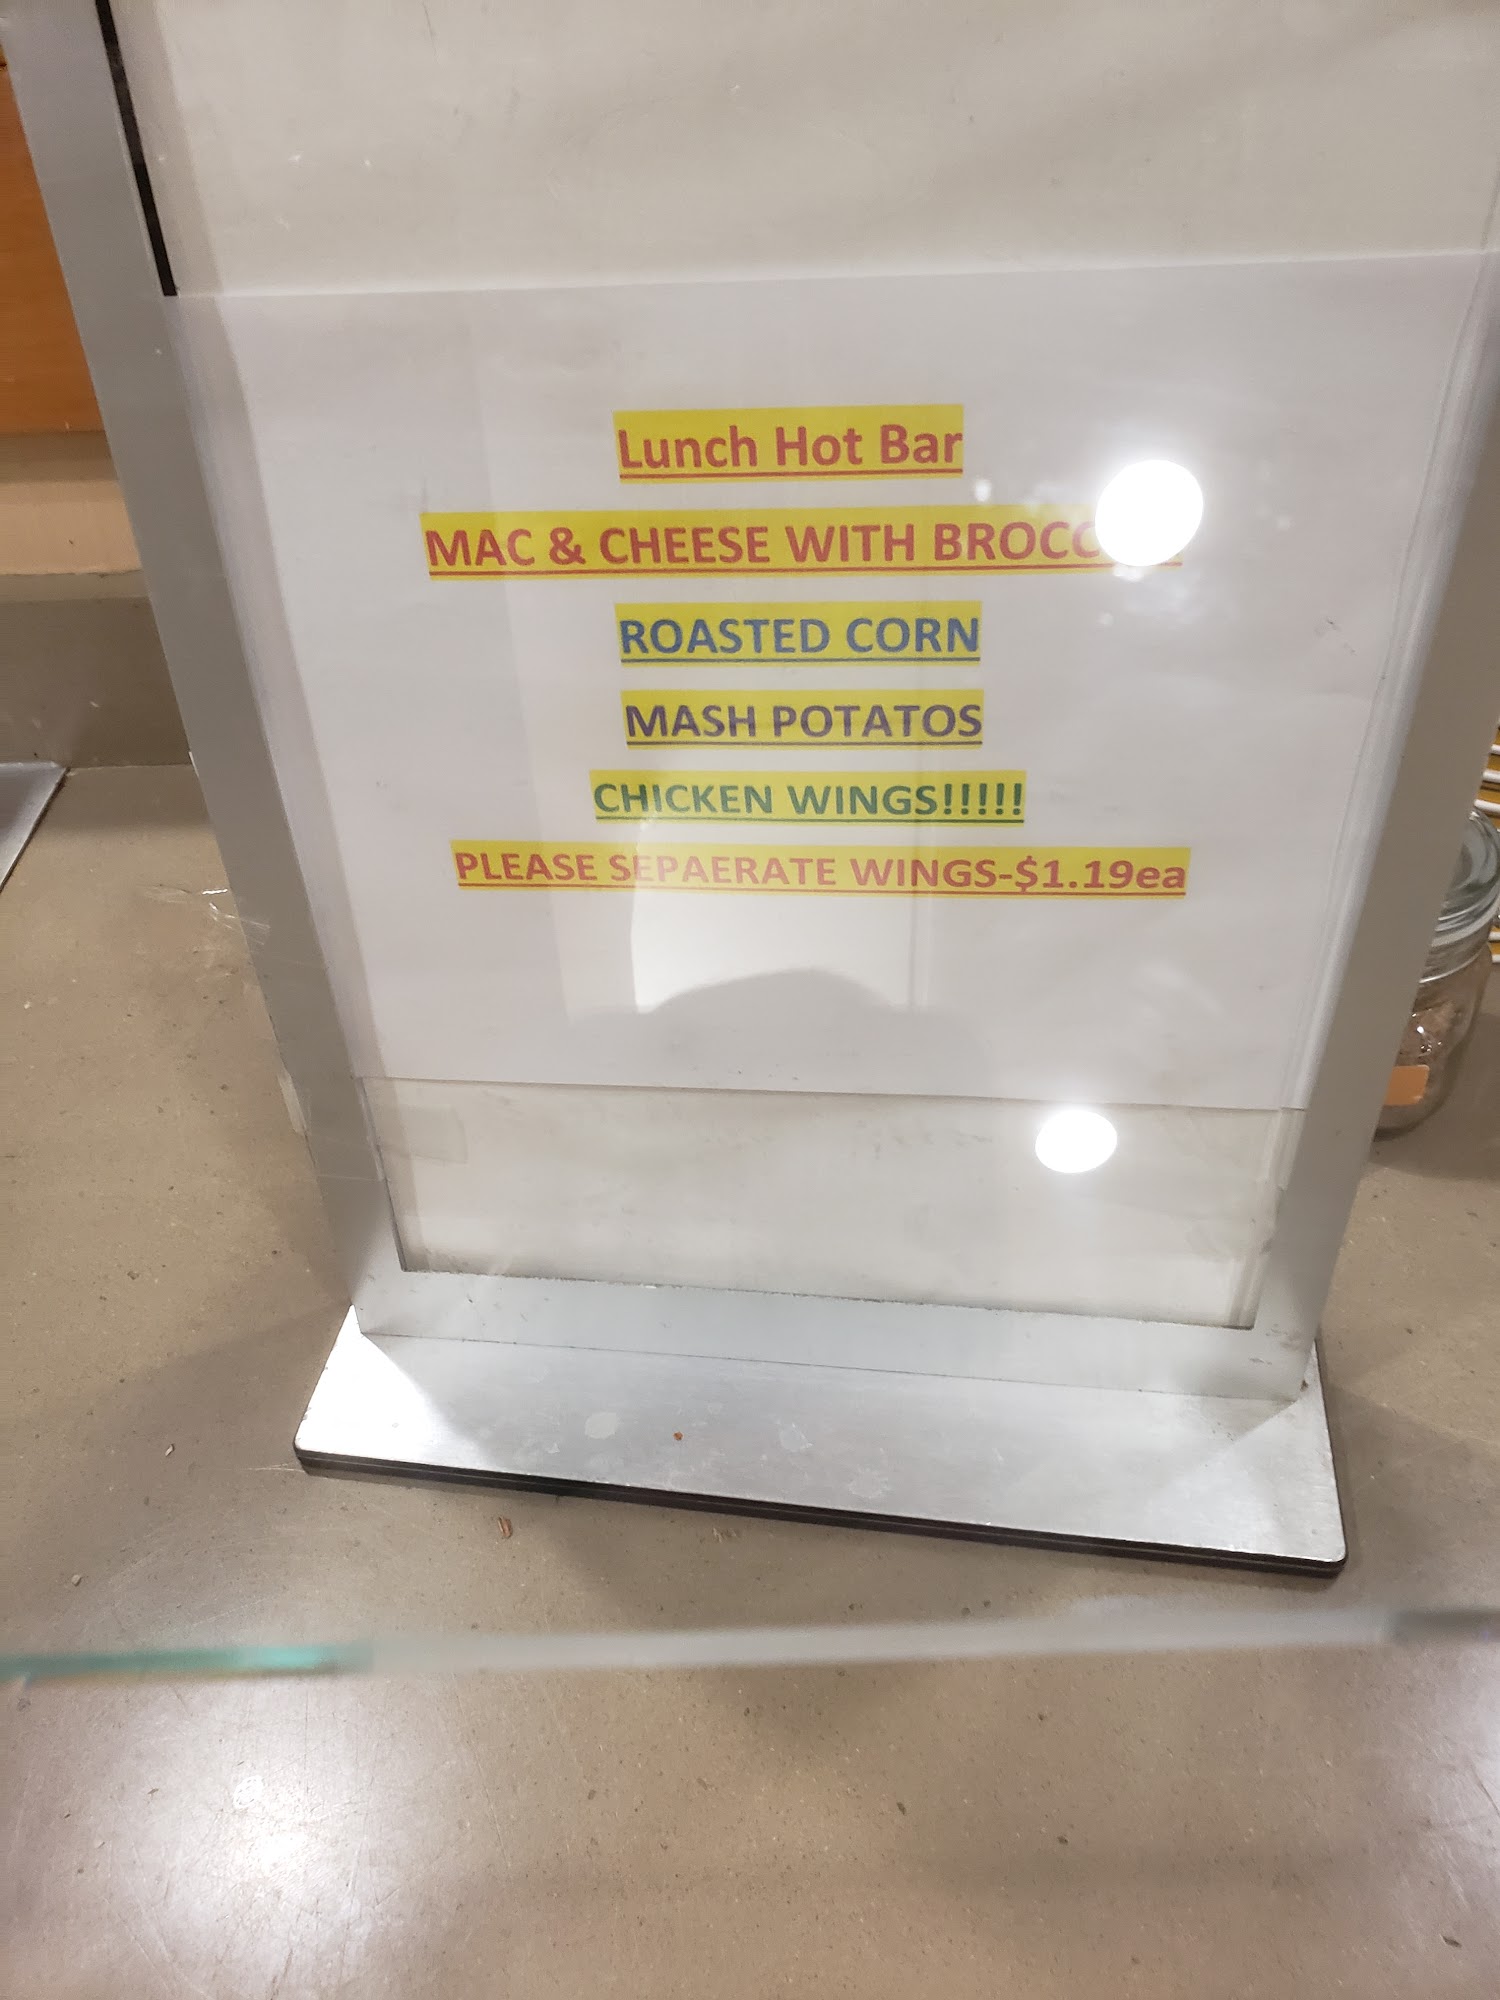 Lunch Hot Bar
MAC & CHEESE WITH
ROASTED CORN
MASH POTATOS
CHICKEN WINGS!!!!!
PLEASE SEPAERATE WINGS-$1.19ea